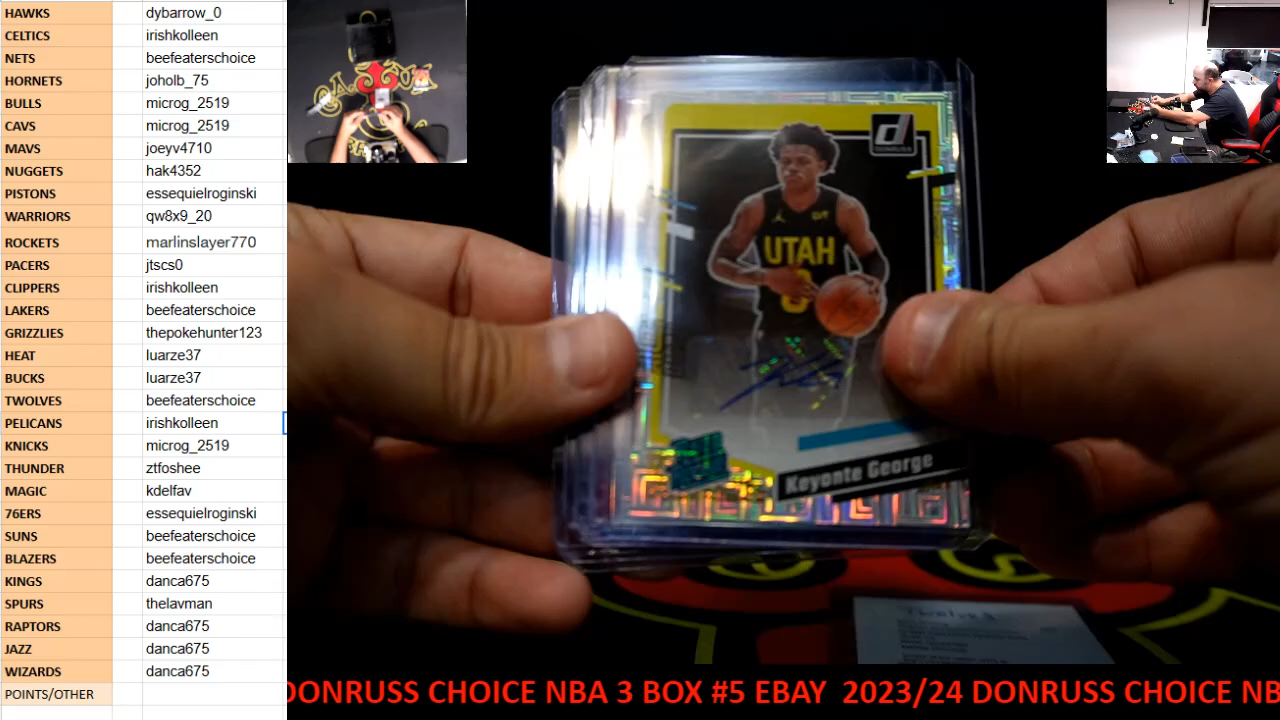 HAWKS dybarrow_0
CELTICS irishkolleen
NETS beefeaterschoice
HORNETS joholb_75
BULLS microg_2519
CAVS microg_2519
MAVS joeyv4710
NUGGETS hak4352
PISTONS essequielroginski
WARRIORS qw8x9_20
ROCKETS marlinslayer770
PACERS jtscs0
CLIPPERS irishkolleen
LAKERS beefeaterschoice
GRIZZLIES thepokehunter123
HEAT luarze37
BUCKS luarze37
TWOLVES beefeaterschoice
PELICANS irishkolleen
KNICKS microg_2519
THUNDER ztfoshee
MAGIC kdelfav
76ERS essequielroginski
SUNS beefeaterschoice
BLAZERS beefeaterschoice
KINGS danca675
SPURS thelavman
RAPTORS danca675
JAZZ danca675
WIZARDS danca675
POINTS/OTHER
DONRUSS
UTAH
Keyonte George
DONRUSS CHOICE NBA 3 BOX #5 EBAY 2023/24 DONRUSS CHOICE NB